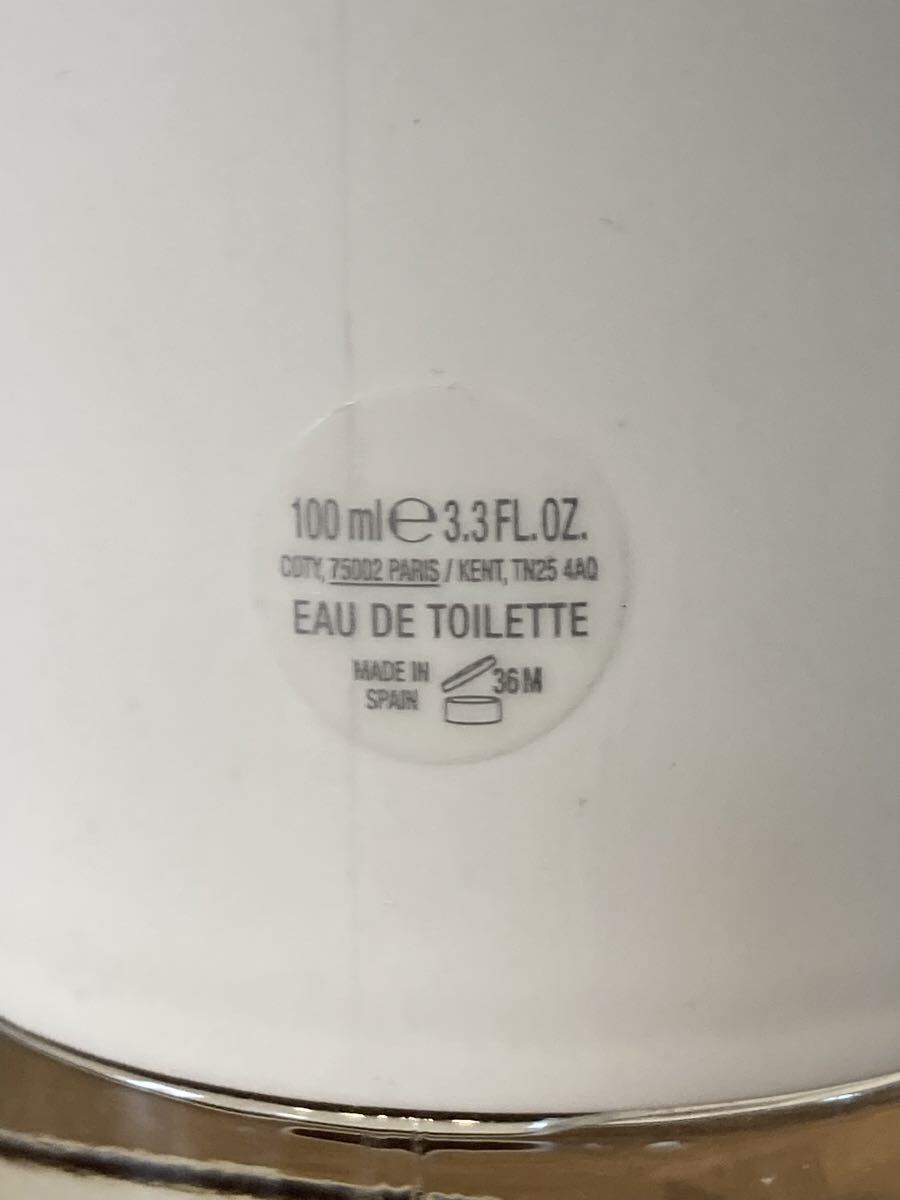 100 ml ℮ 3.3 FL.OZ.
COTY, 75002 PARIS / KENT, TN25 4AQ
EAU DE TOILETTE
MADE IN
SPAIN
36M